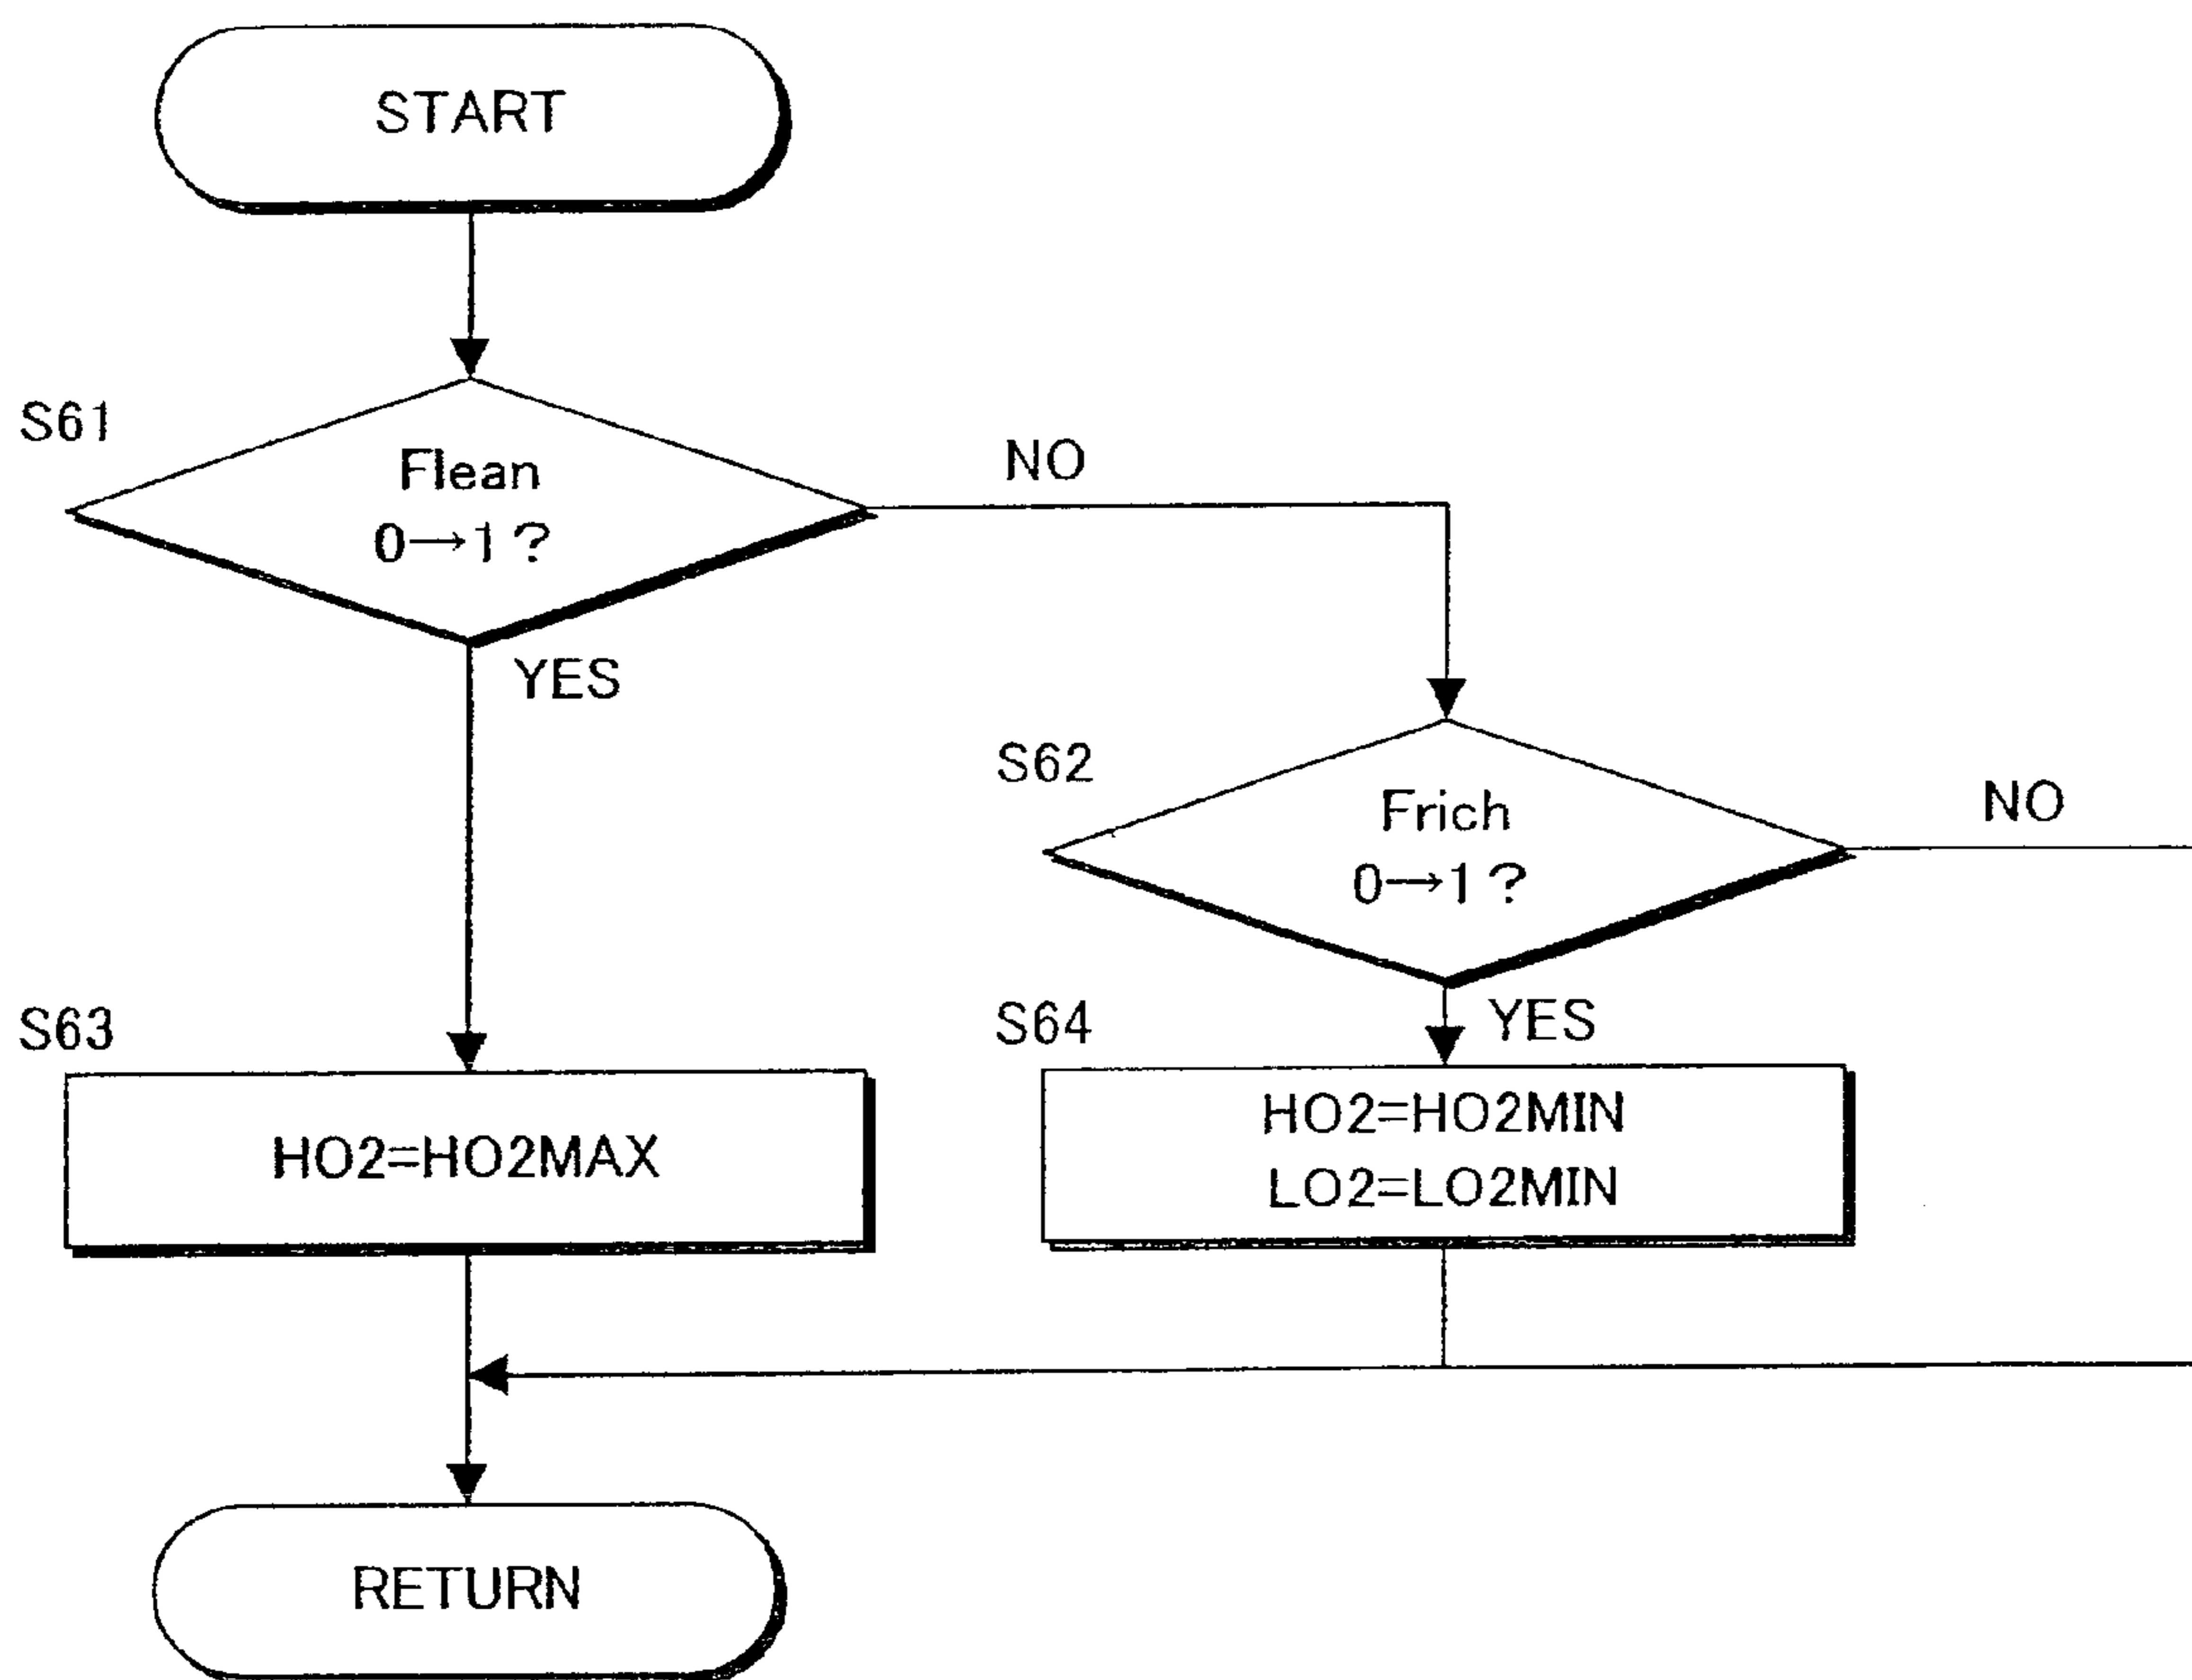 START
S61
Flean
0→1?
NO
YES
S62
Frich
0→1?
NO
YES
S63
HO2=HO2MAX
S64
HO2=HO2MIN
LO2=LO2MIN
RETURN